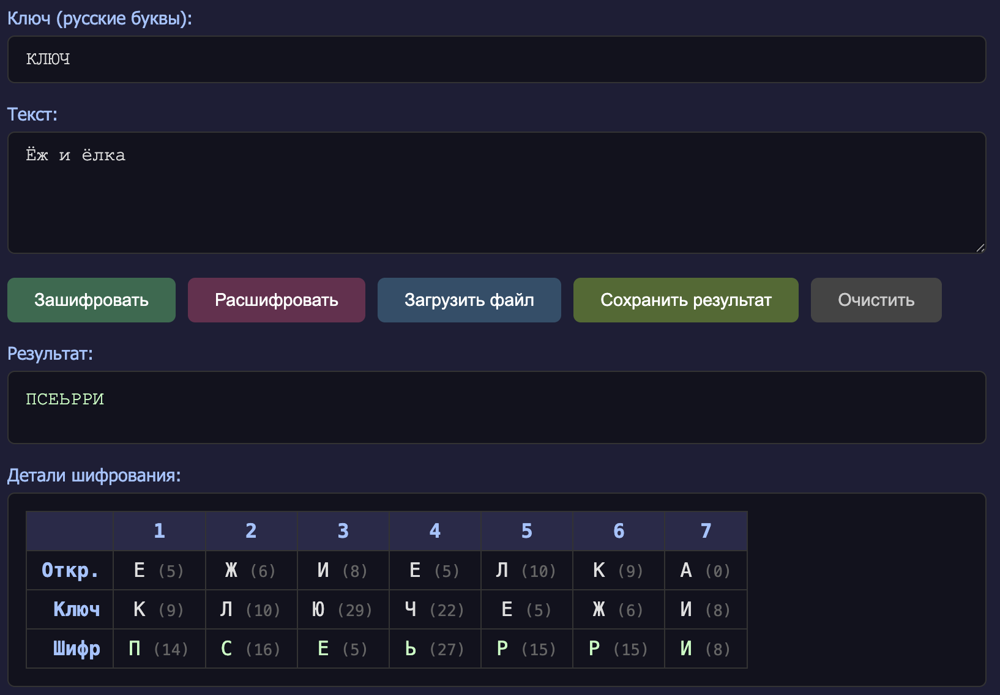 Ключ (русские буквы):
КЛЮЧ
Текст:
Ёж и ёлка
Зашифровать Расшифровать Загрузить файл Сохранить результат Очистить
Результат:
ПСЕЬРРИ
Детали шифрования:
1 2 3 4 5 6 7
Откр. Е (5) Ж (6) И (8) Е (5) Л (10) К (9) А (0)
Ключ К (9) Л (10) Ю (29) Ч (22) Е (5) Ж (6) И (8)
Шифр П (14) С (16) Е (5) Ь (27) Р (15) Р (15) И (8)